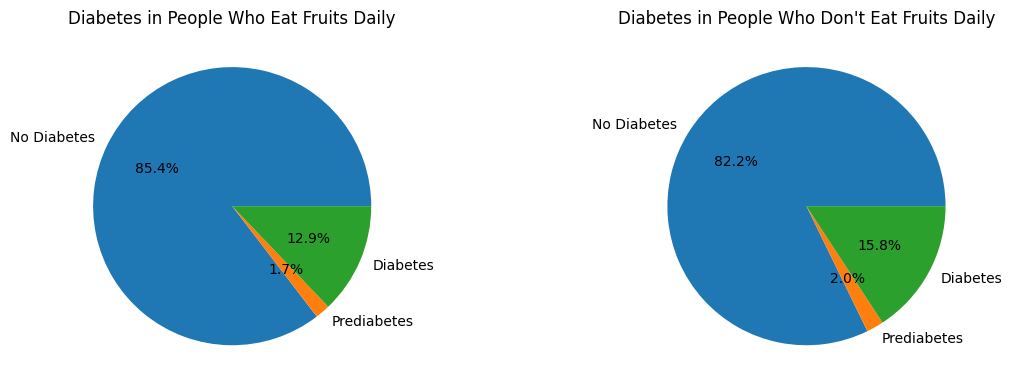 Diabetes in People Who Eat Fruits Daily
No Diabetes
85.4%
12.9%
1.7%
Diabetes
Prediabetes
Diabetes in People Who Don't Eat Fruits Daily
No Diabetes
82.2%
15.8%
2.0%
Diabetes
Prediabetes